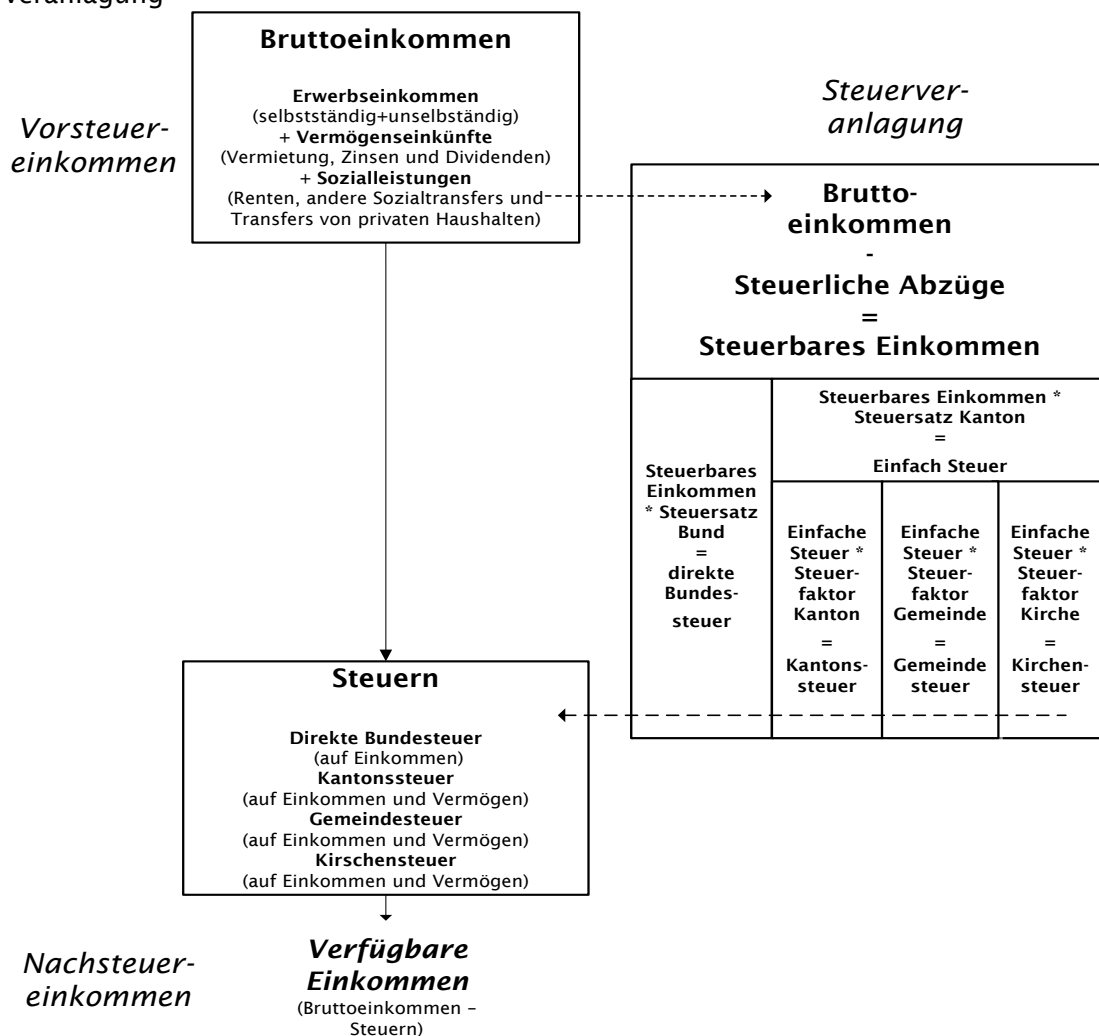 Veranlagung
Bruttoeinkommen
Erwerbseinkommen
(selbstständig+unselbständig)
+ Vermögenseinkünfte
(Vermietung, Zinsen und Dividenden)
+ Sozialleistungen
(Renten, andere Sozialtransfers und
Transfers von privaten Haushalten)
Vorsteuer-
einkommen
Steuerver-
anlagung
Brutto-
einkommen
-
Steuerliche Abzüge
=
Steuerbares Einkommen
Steuerbares
Einkommen
* Steuersatz
Bund
=
direkte
Bundes-
steuer
Steuerbares Einkommen *
Steuersatz Kanton
=
Einfach Steuer
Einfache
Steuer *
Steuer-
faktor
Kanton
=
Kantons-
steuer
Einfache
Steuer *
Steuer-
faktor
Gemeinde
=
Gemeinde
steuer
Einfache
Steuer *
Steuer-
faktor
Kirche
=
Kirchen-
steuer
Steuern
Direkte Bundesteuer
(auf Einkommen)
Kantonssteuer
(auf Einkommen und Vermögen)
Gemeindesteuer
(auf Einkommen und Vermögen)
Kirschensteuer
(auf Einkommen und Vermögen)
Nachsteuer-
einkommen
Verfügbare
Einkommen
(Bruttoeinkommen –
Steuern)